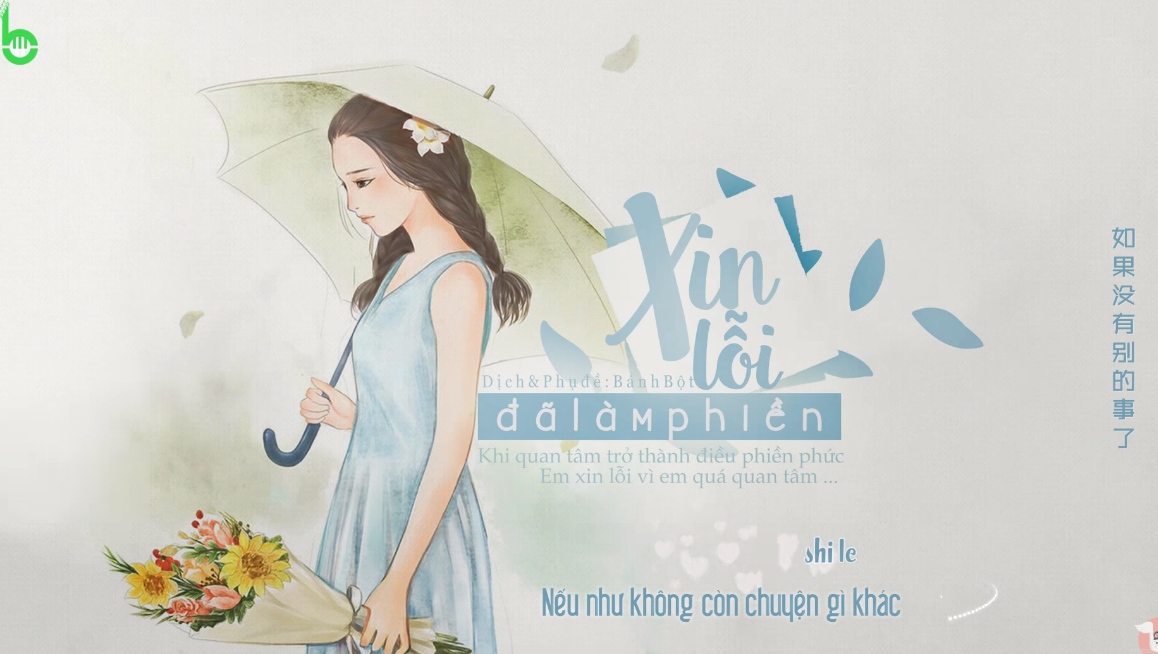 Xin
lỗi
Dịch&Phụđề:BánhBột
đãlàmphiền
Khi quan tâm trở thành điều phiền phức
Em xin lỗi vì em quá quan tâm ...
shi le
Nếu như không còn chuyện gì khác
如果没有别的事了